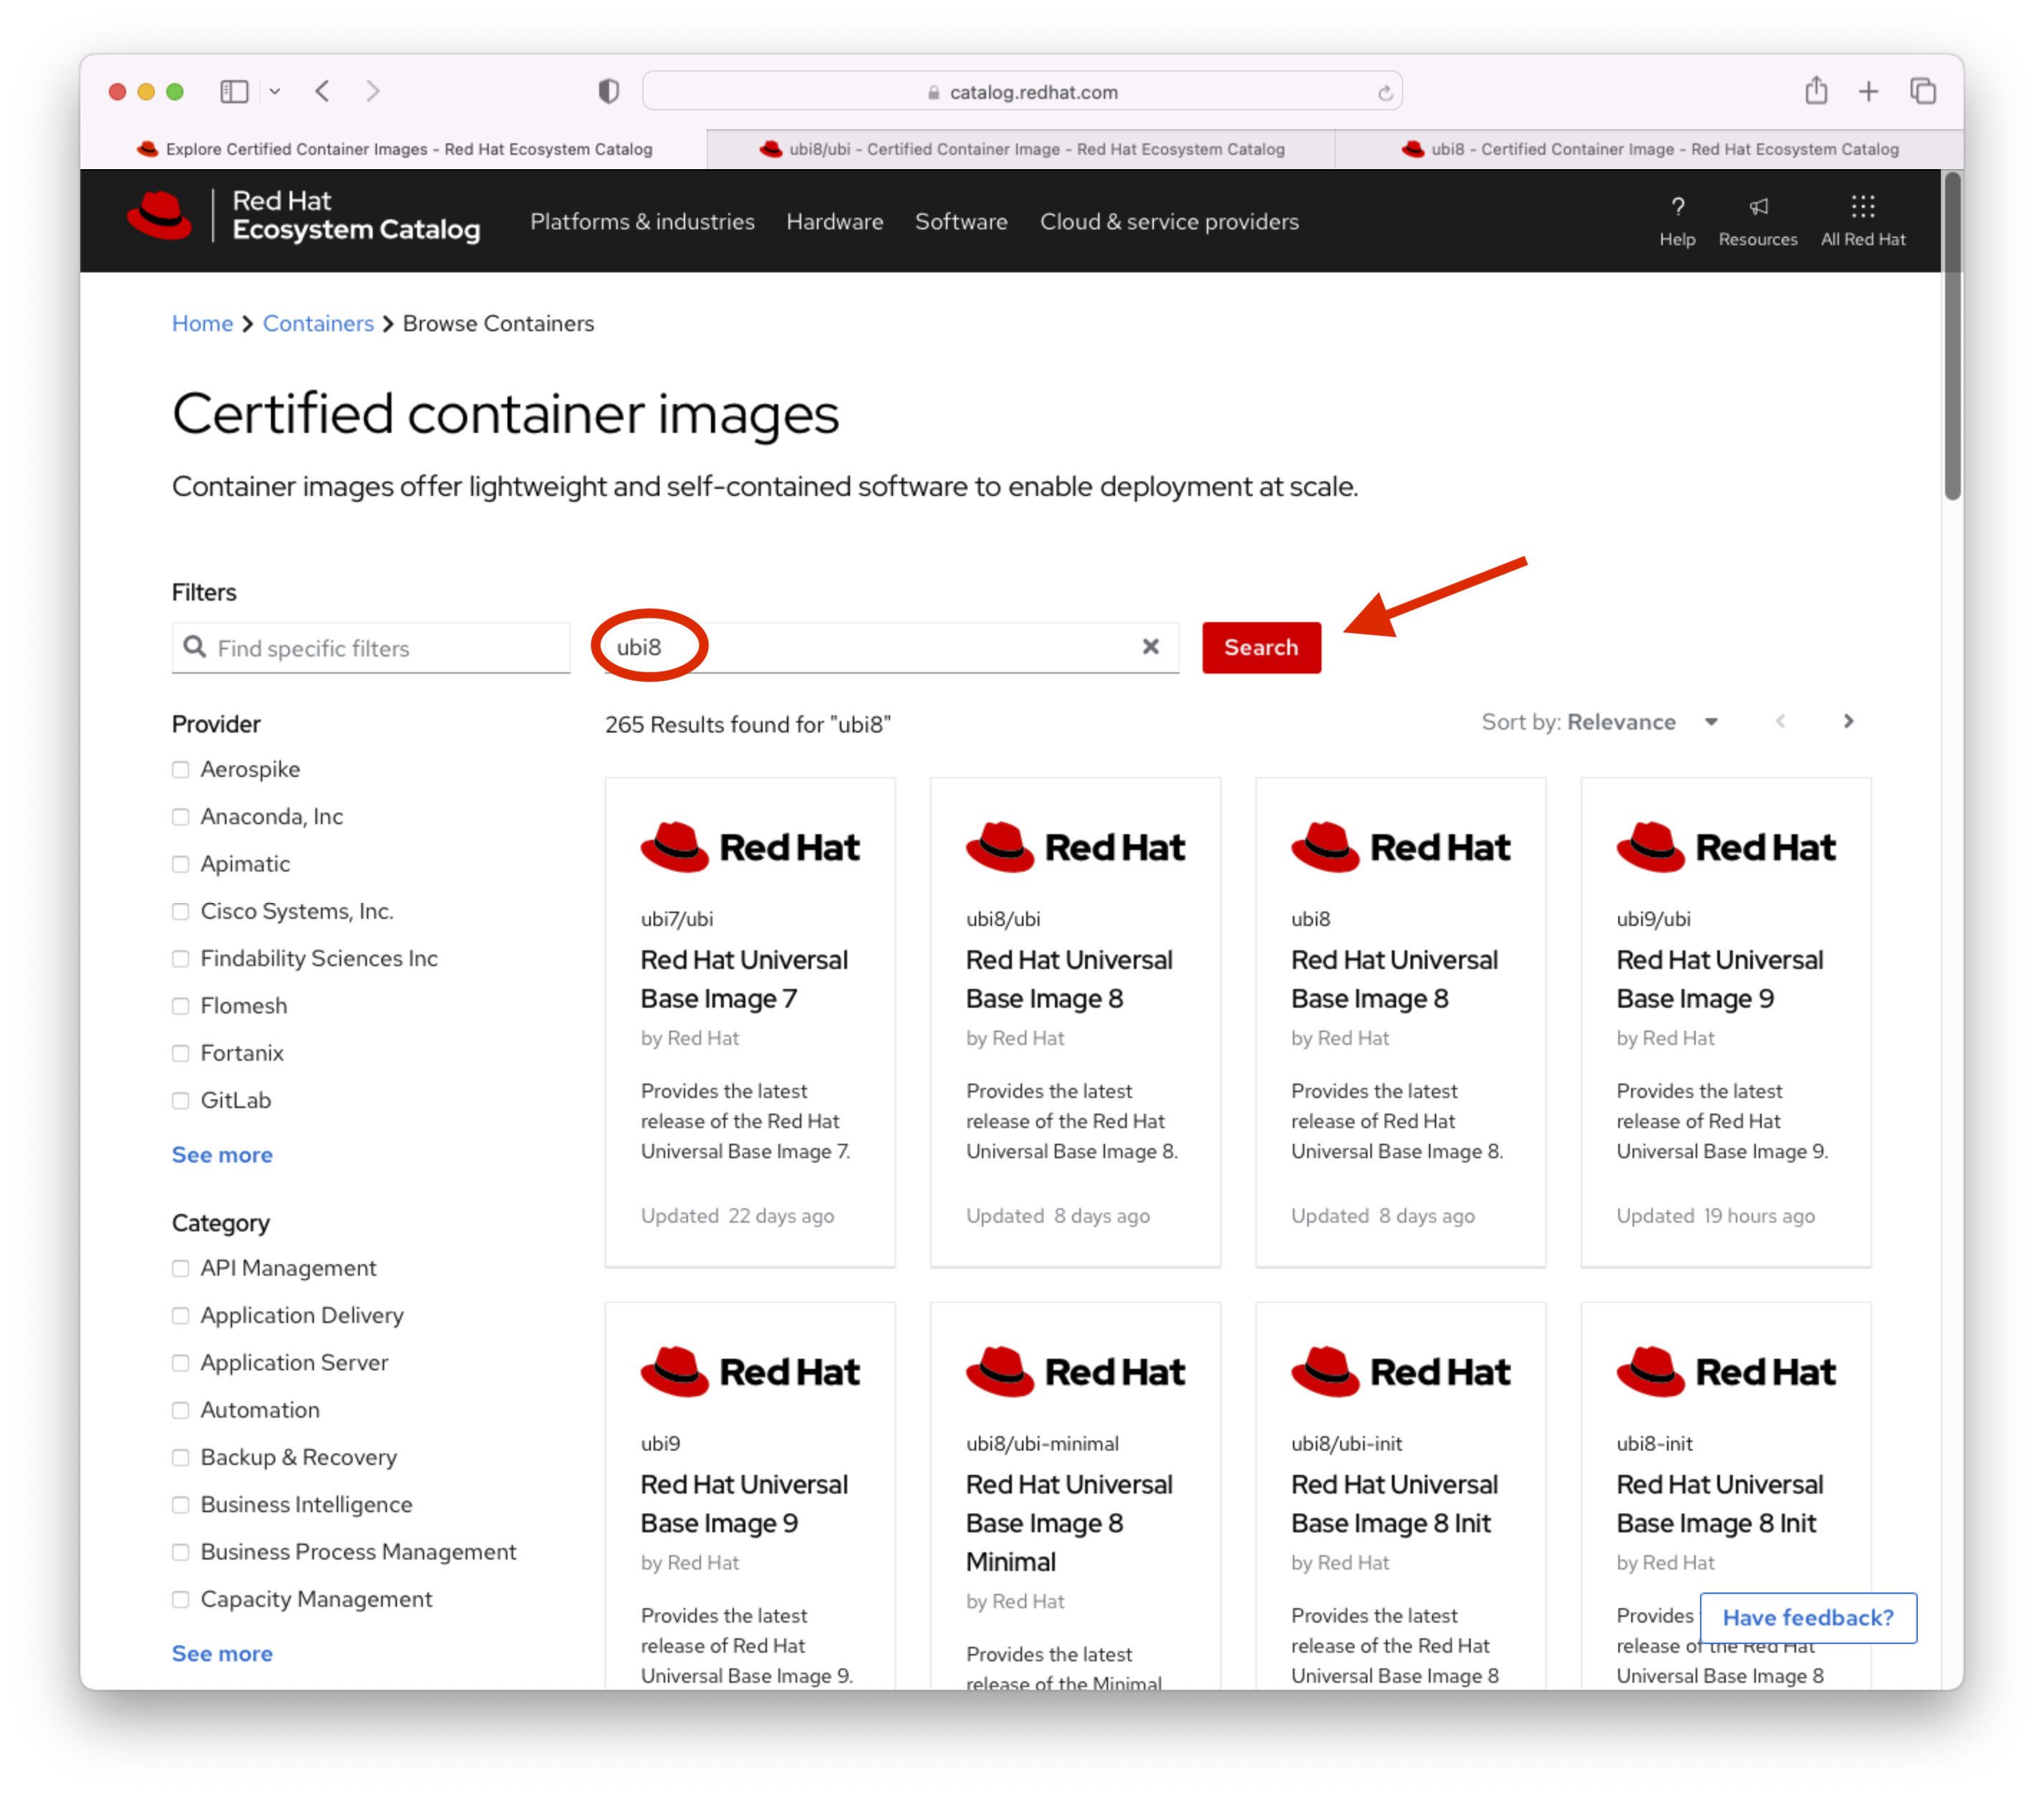 catalog.redhat.com
Explore Certified Container Images - Red Hat Ecosystem Catalog
ubi8/ubi - Certified Container Image - Red Hat Ecosystem Catalog
ubi8 - Certified Container Image - Red Hat Ecosystem Catalog
Red Hat
Ecosystem Catalog
Platforms & industries
Hardware
Software
Cloud & service providers
? Help
Resources
All Red Hat
Home > Containers > Browse Containers
Certified container images
Container images offer lightweight and self-contained software to enable deployment at scale.
Filters
Find specific filters
ubi8
Search
Provider
Aerospike
Anaconda, Inc
Apimatic
Cisco Systems, Inc.
Findability Sciences Inc
Flomesh
Fortanix
GitLab
See more
Category
API Management
Application Delivery
Application Server
Automation
Backup & Recovery
Business Intelligence
Business Process Management
Capacity Management
See more
265 Results found for "ubi8"
Sort by: Relevance
Red Hat
ubi7/ubi
Red Hat Universal
Base Image 7
by Red Hat
Provides the latest
release of the Red Hat
Universal Base Image 7.
Updated 22 days ago
Red Hat
ubi8/ubi
Red Hat Universal
Base Image 8
by Red Hat
Provides the latest
release of the Red Hat
Universal Base Image 8.
Updated 8 days ago
Red Hat
ubi8
Red Hat Universal
Base Image 8
by Red Hat
Provides the latest
release of Red Hat
Universal Base Image 8.
Updated 8 days ago
Red Hat
ubi9/ubi
Red Hat Universal
Base Image 9
by Red Hat
Provides the latest
release of Red Hat
Universal Base Image 9.
Updated 19 hours ago
Red Hat
ubi9
Red Hat Universal
Base Image 9
by Red Hat
Provides the latest
release of Red Hat
Universal Base Image 9.
Red Hat
ubi8/ubi-minimal
Red Hat Universal
Base Image 8
Minimal
by Red Hat
Provides the latest
release of the Minimal
Red Hat
ubi8/ubi-init
Red Hat Universal
Base Image 8 Init
by Red Hat
Provides the latest
release of the Red Hat
Universal Base Image 8
Red Hat
ubi8-init
Red Hat Universal
Base Image 8 Init
by Red Hat
Provides
release of the Red Hat
Universal Base Image 8
Have feedback?